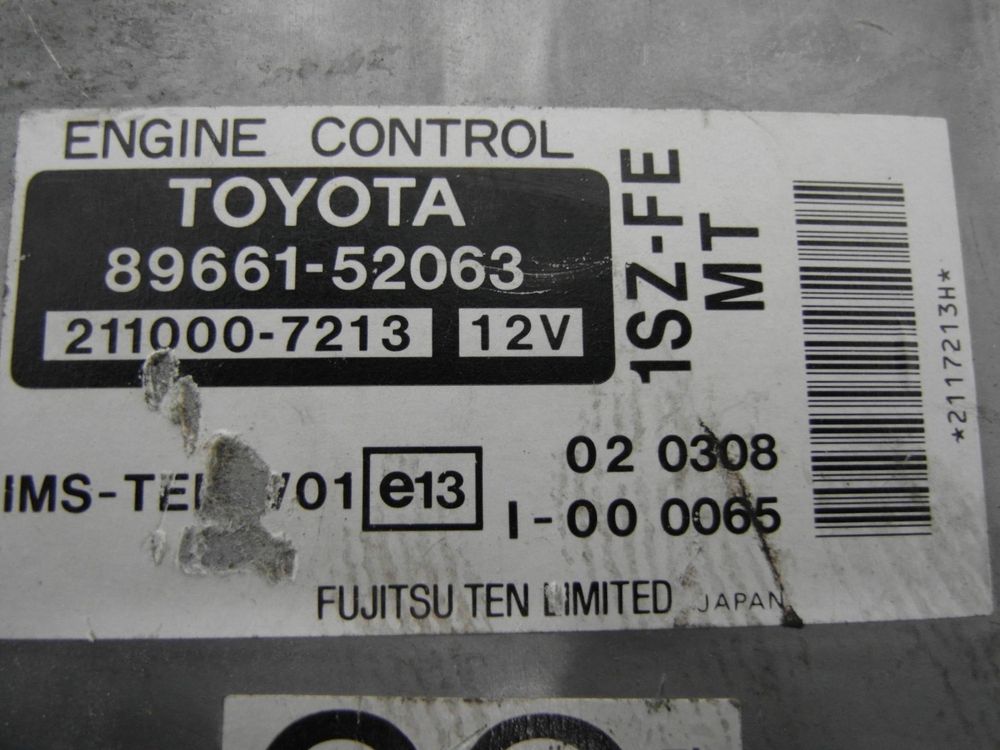 ENGINE CONTROL
TOYOTA
89661-52063
211000-7213 12V
1SZ-FE
MT
*2117213H*
e13
02 0308
I-00 0065
FUJITSU TEN LIMITED JAPAN